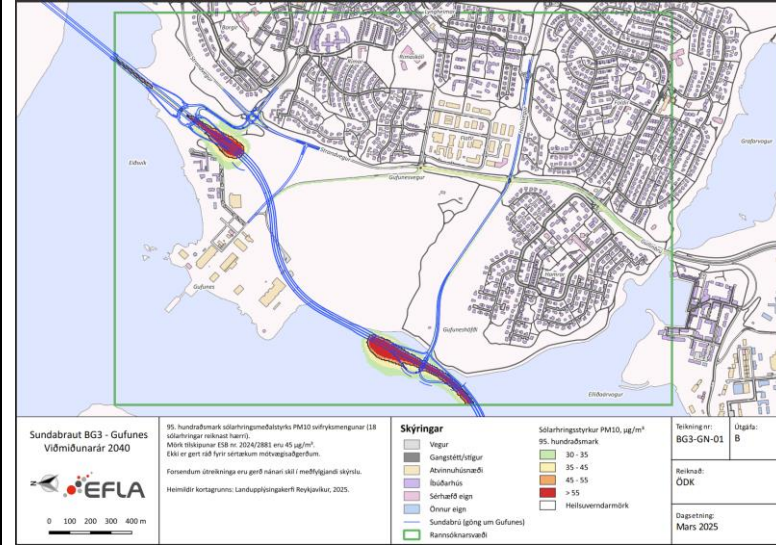 Borgir
Rimaskóli
Eiðsvík
Strandvegur
Gufunesvegur
Grafarvogur
Gufunes
Hamrar
Gufuneshöfði
Elliðaárvogur
Sundabraut BG3 - Gufunes
Viðmiðunarár 2040
EFLA
0 100 200 300 400 m
95. hundraðsmark sólarhringsmeðalstyrks PM10 svifryksmengunar (18
sólarhringar reiknast hærri).
Mörk tilskipunar ESB nr. 2024/2881 eru 45 µg/m³.
Ekki er gert ráð fyrir sértækum mótvægisaðgerðum.
Forsendum útreikninga eru gerð nánari skil í meðfylgjandi skýrslu.
Heimildir kortagrunns: Landupplýsingakerfi Reykjavíkur, 2025.
Skýringar
Vegur
Gangstétt/stígur
Atvinnuhúsnæði
Íbúðarhús
Sérhæfð eign
Önnur eign
Sundabrú (göng um Gufunes)
Rannsóknarsvæði
Sólarhringsstyrkur PM10, µg/m³
95. hundraðsmark
30 - 35
35 - 45
45 - 55
> 55
Heilsuverndarmörk
Teikning nr:
BG3-GN-01
Útgáfa:
B
Reiknað:
ÖDK
Dagsetning:
Mars 2025